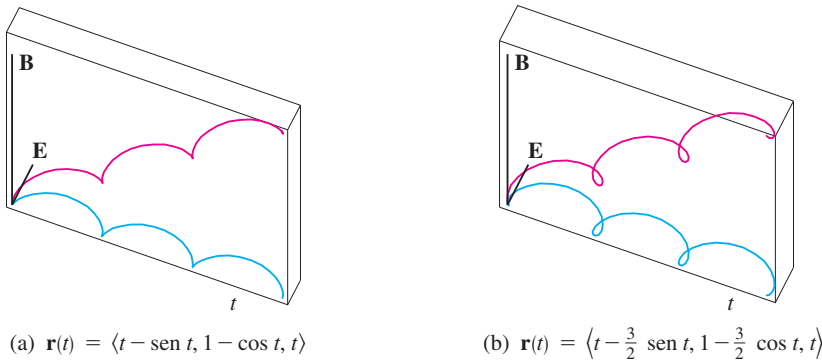 B
E
t
(a) r(t) = ⟨t − sen t, 1 − cos t, t⟩
B
E
t
(b) r(t) = ⟨t − 3/2 sen t, 1 − 3/2 cos t, t⟩